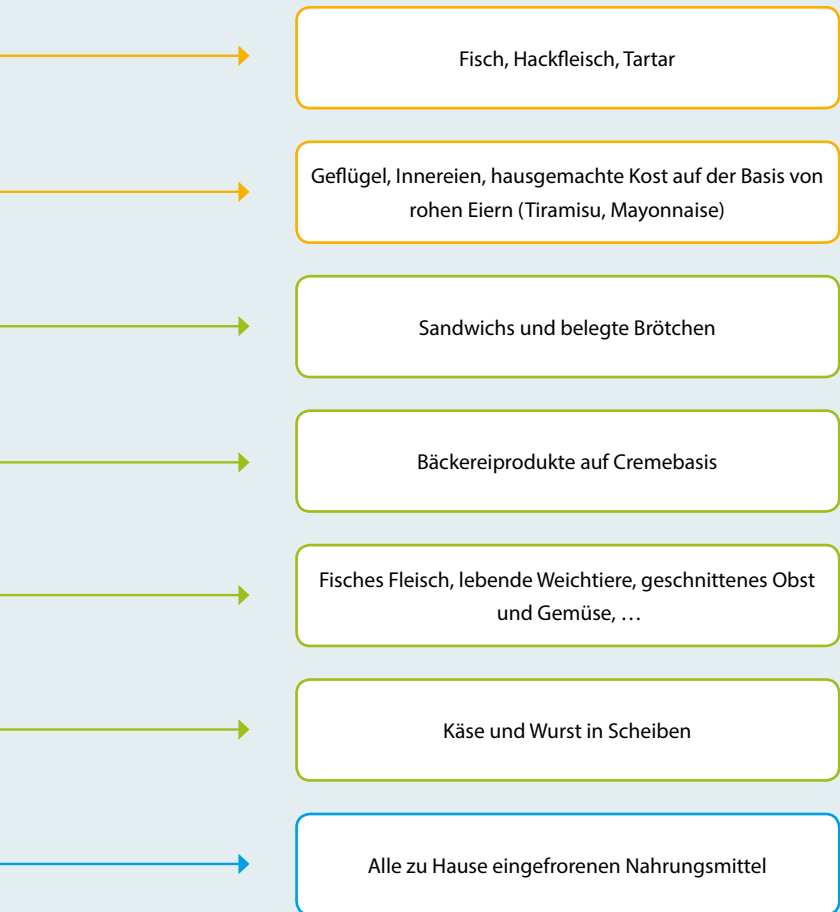 Fisch, Hackfleisch, Tartar
Geflügel, Innereien, hausgemachte Kost auf der Basis von
rohen Eiern (Tiramisu, Mayonnaise)
Sandwichs und belegte Brötchen
Bäckereiprodukte auf Cremebasis
Fisches Fleisch, lebende Weichtiere, geschnittenes Obst
und Gemüse, …
Käse und Wurst in Scheiben
Alle zu Hause eingefrorenen Nahrungsmittel